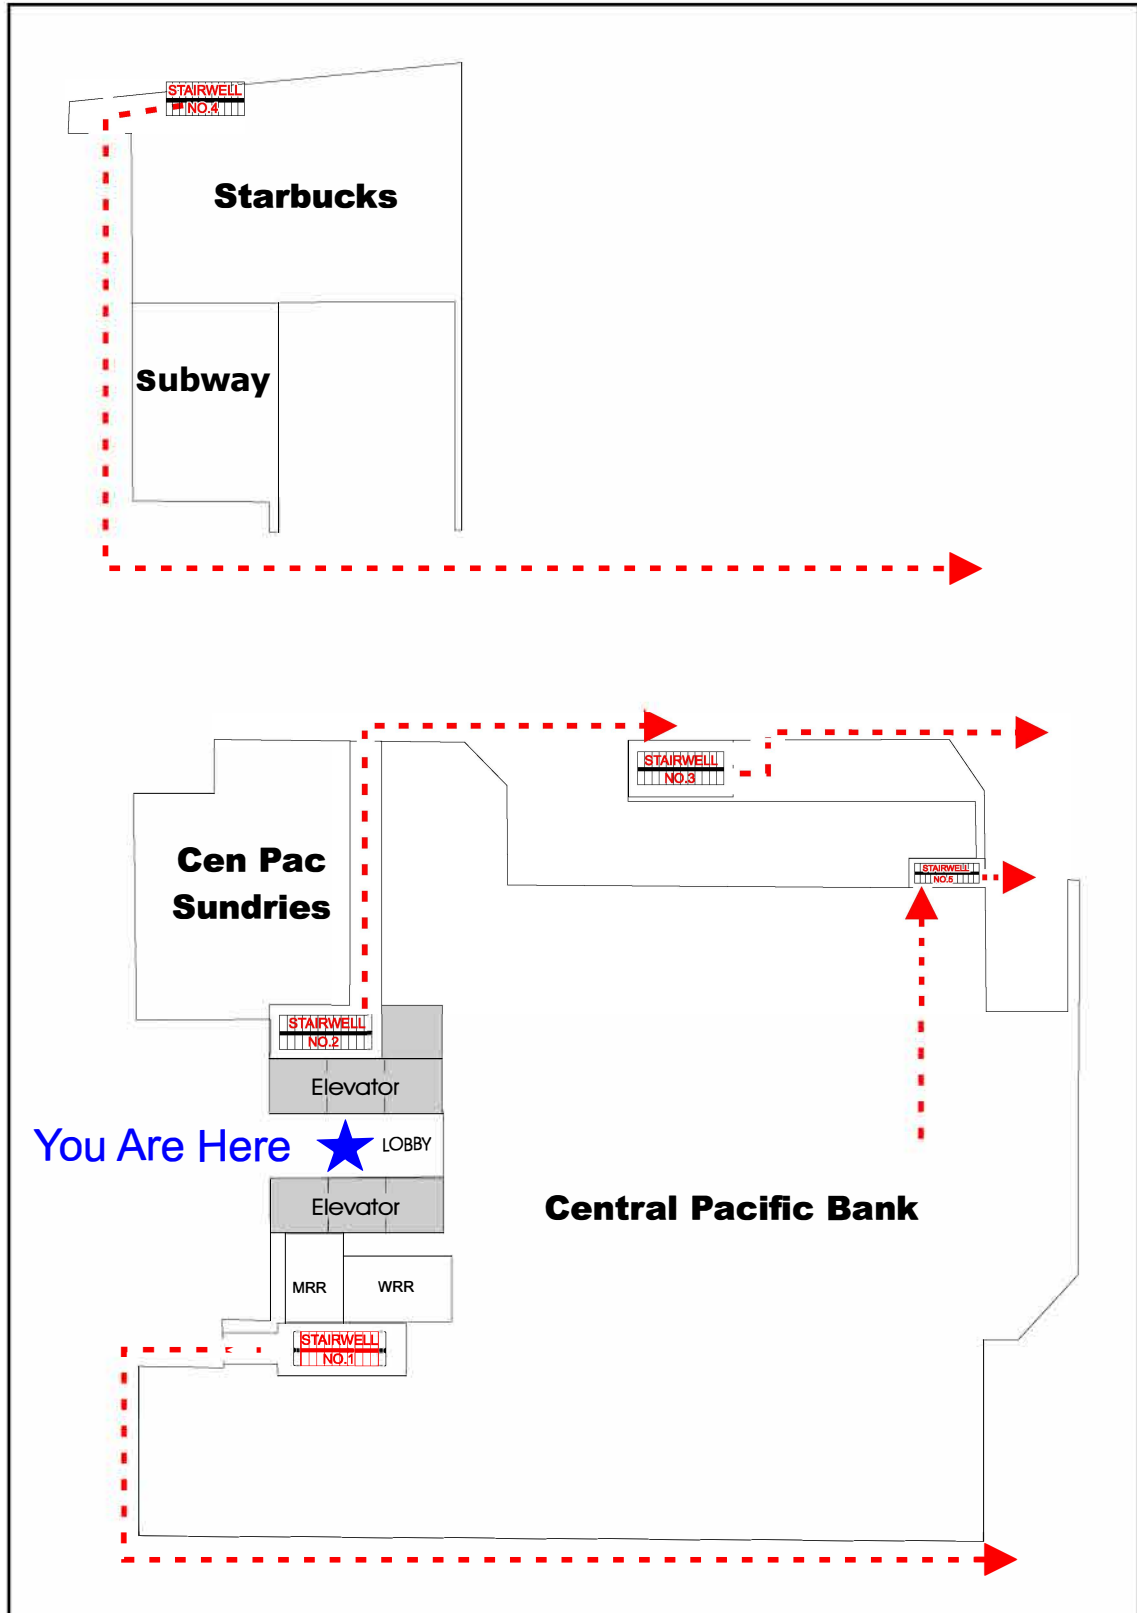 STAIRWELL
NO.4
Starbucks
Subway
STAIRWELL
NO.3
Cen Pac
Sundries
STAIRWELL
NO.5
STAIRWELL
NO.2
Elevator
You Are Here
LOBBY
Elevator
Central Pacific Bank
MRR
WRR
STAIRWELL
NO.1